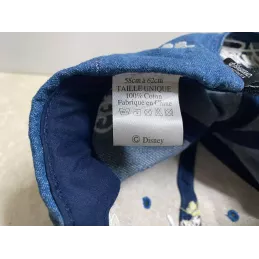 58cm à 62cm
TAILLE UNIQUE
100% Coton
Fabriqué en Chine
© Disney